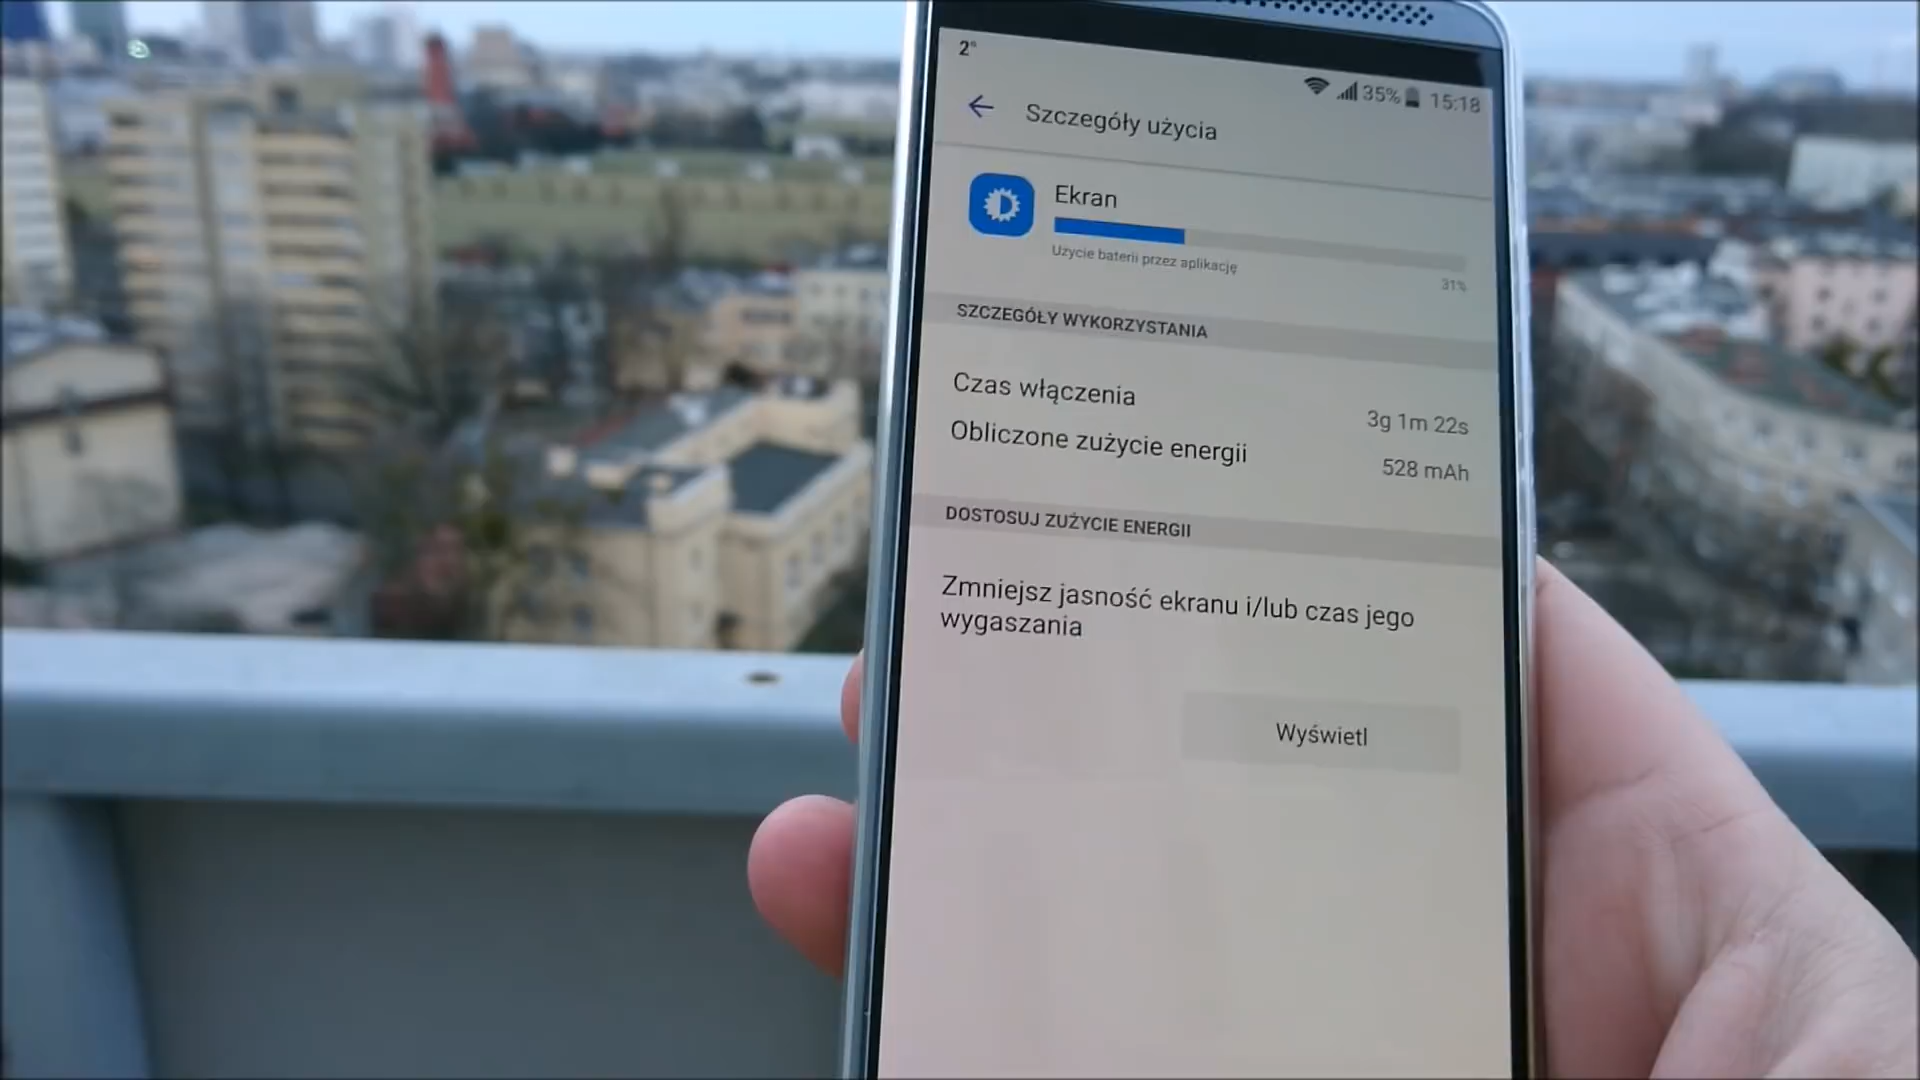 2°
35% 15:18
Szczegóły użycia
Ekran
Użycie baterii przez aplikację
31%
SZCZEGÓŁY WYKORZYSTANIA
Czas włączenia
3g 1m 22s
Obliczone zużycie energii
528 mAh
DOSTOSUJ ZUŻYCIE ENERGII
Zmniejsz jasność ekranu i/lub czas jego
wygaszania
Wyświetl